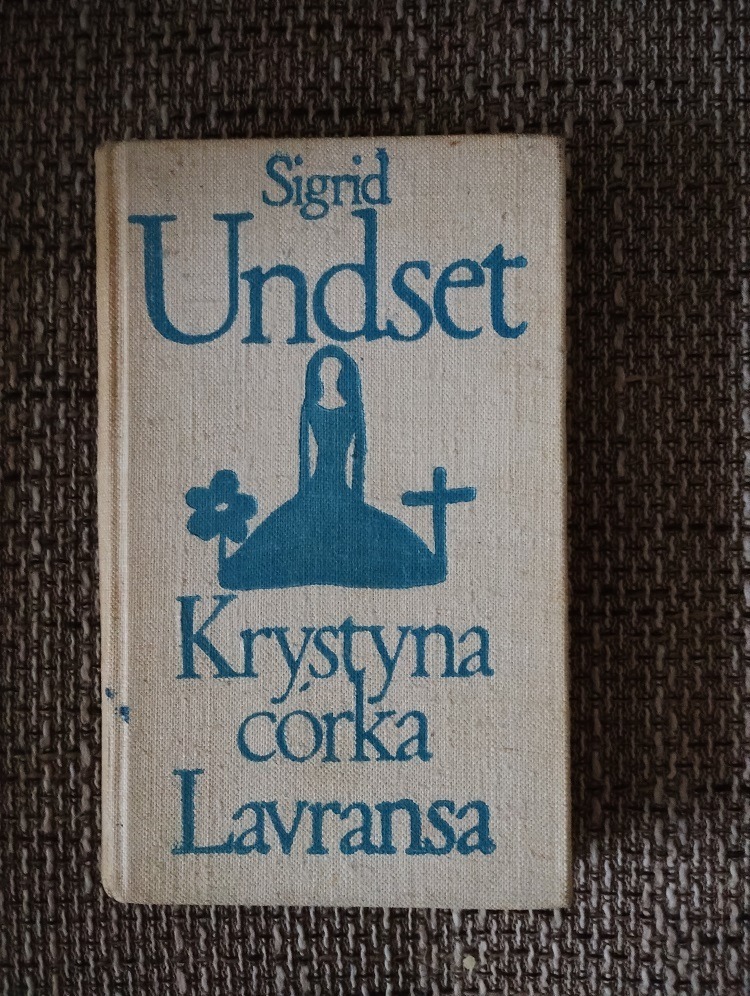 Sigrid
Undset
Krystyna
córka
Lavransa